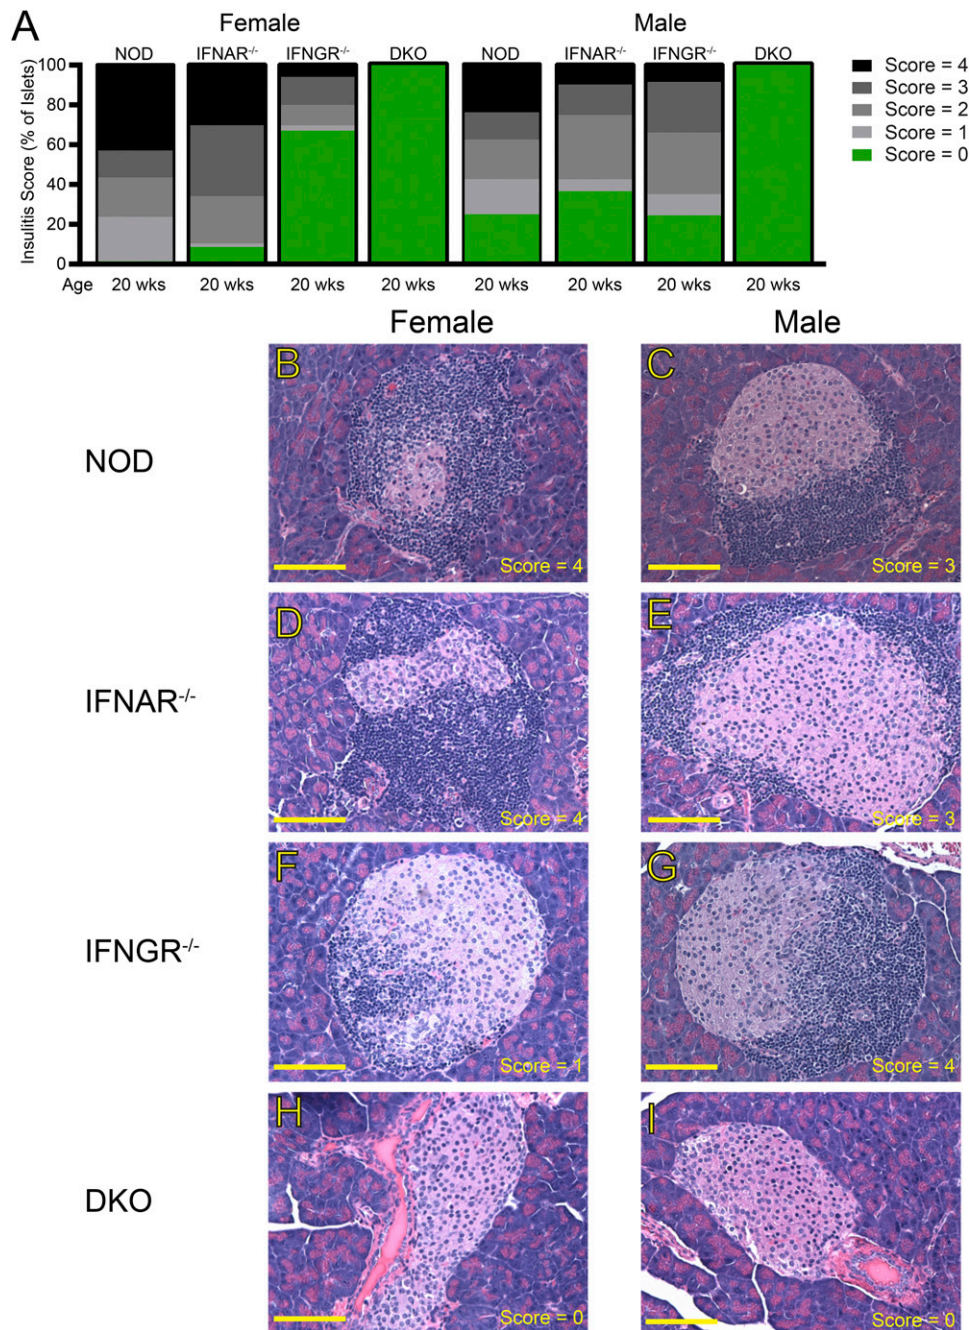 A
Female
Male
NOD IFNAR-/- IFNGR-/- DKO NOD IFNAR-/- IFNGR-/- DKO
Insulitis Score (% of Islets)
100
80
60
40
20
0
Score = 4
Score = 3
Score = 2
Score = 1
Score = 0
Age 20 wks 20 wks 20 wks 20 wks 20 wks 20 wks 20 wks 20 wks
Female Male
NOD
B
Score = 4
C
Score = 3
IFNAR-/-
D
Score = 4
E
Score = 3
IFNGR-/-
F
Score = 1
G
Score = 4
DKO
H
Score = 0
I
Score = 0